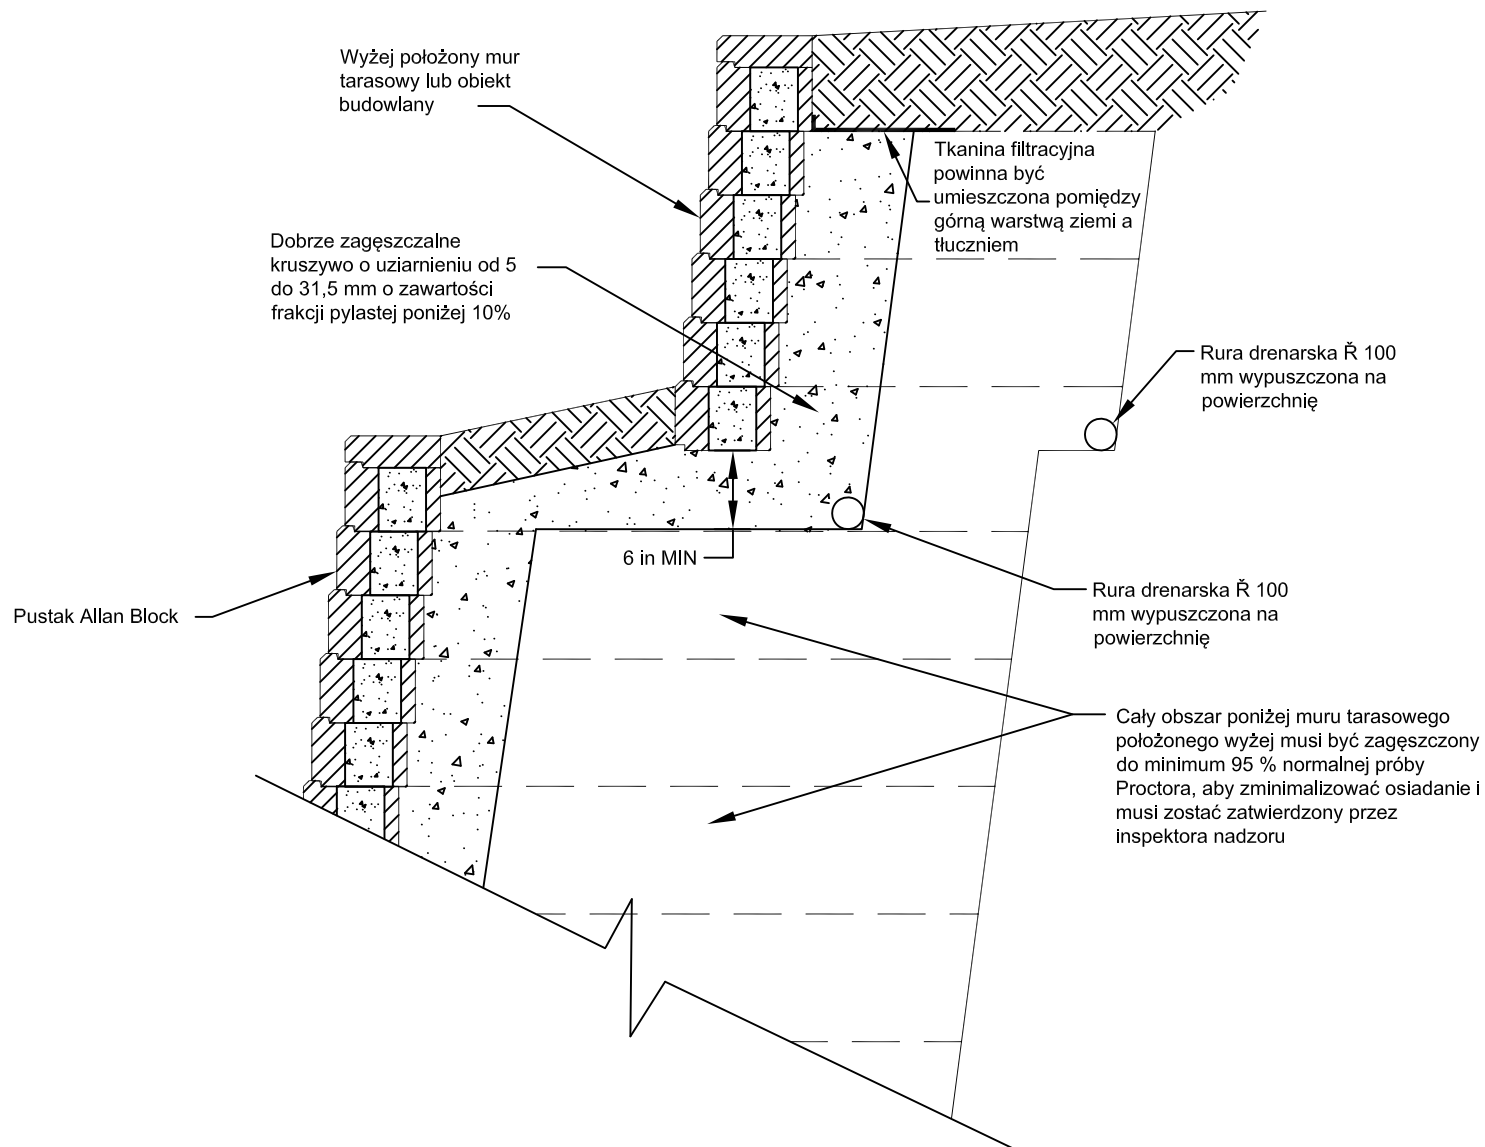 Wyżej położony mur
tarasowy lub obiekt
budowlany
Tkanina filtracyjna
powinna być
umieszczona pomiędzy
górną warstwą ziemi a
tłuczniem
Dobrze zagęszczalne
kruszywo o uziarnieniu od 5
do 31,5 mm o zawartości
frakcji pylastej poniżej 10%
Rura drenarska Ř 100
mm wypuszczona na
powierzchnię
6 in MIN
Pustak Allan Block
Rura drenarska Ř 100
mm wypuszczona na
powierzchnię
Cały obszar poniżej muru tarasowego
położonego wyżej musi być zagęszczony
do minimum 95 % normalnej próby
Proctora, aby zminimalizować osiadanie i
musi zostać zatwierdzony przez
inspektora nadzoru